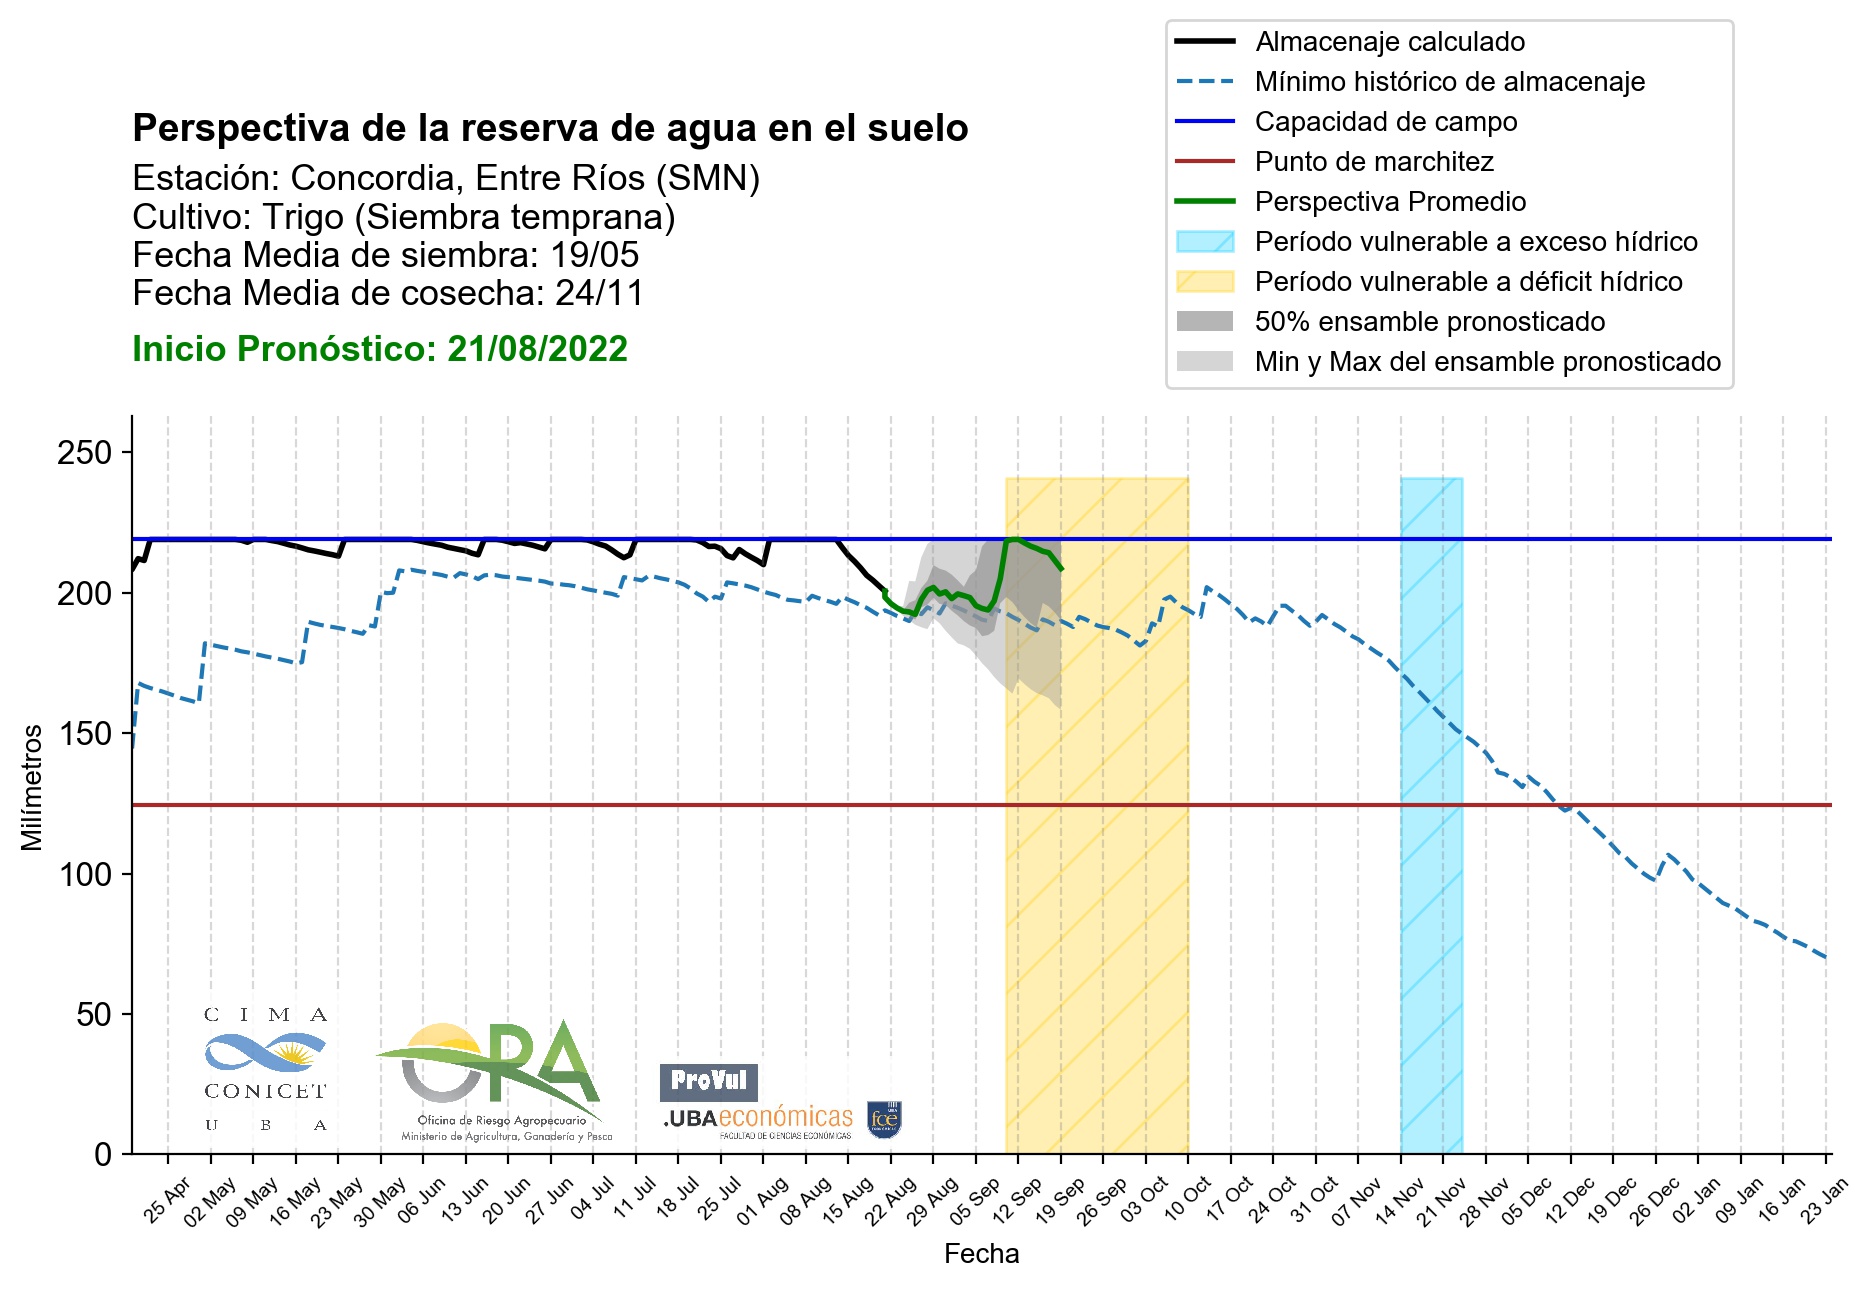 Almacenaje calculado
Mínimo histórico de almacenaje
Capacidad de campo
Punto de marchitez
Perspectiva Promedio
Período vulnerable a exceso hídrico
Período vulnerable a déficit hídrico
50% ensamble pronosticado
Min y Max del ensamble pronosticado
Perspectiva de la reserva de agua en el suelo
Estación: Concordia, Entre Ríos (SMN)
Cultivo: Trigo (Siembra temprana)
Fecha Media de siembra: 19/05
Fecha Media de cosecha: 24/11
Inicio Pronóstico: 21/08/2022
250
200
150
100
50
0
Milímetros
CIMA
CONICET
UBA
ORA
Oficina de Riesgo Agropecuario
Ministerio de Agricultura, Ganadería y Pesca
ProVul
.UBAeconómicas
FACULTAD DE CIENCIAS ECONÓMICAS
UBA
fce
ECONÓMICAS
25 Apr
02 May
09 May
16 May
23 May
30 May
06 Jun
13 Jun
20 Jun
27 Jun
04 Jul
11 Jul
18 Jul
25 Jul
01 Aug
08 Aug
15 Aug
22 Aug
29 Aug
05 Sep
12 Sep
19 Sep
26 Sep
03 Oct
10 Oct
17 Oct
24 Oct
31 Oct
07 Nov
14 Nov
21 Nov
28 Nov
05 Dec
12 Dec
19 Dec
26 Dec
02 Jan
09 Jan
16 Jan
23 Jan
Fecha